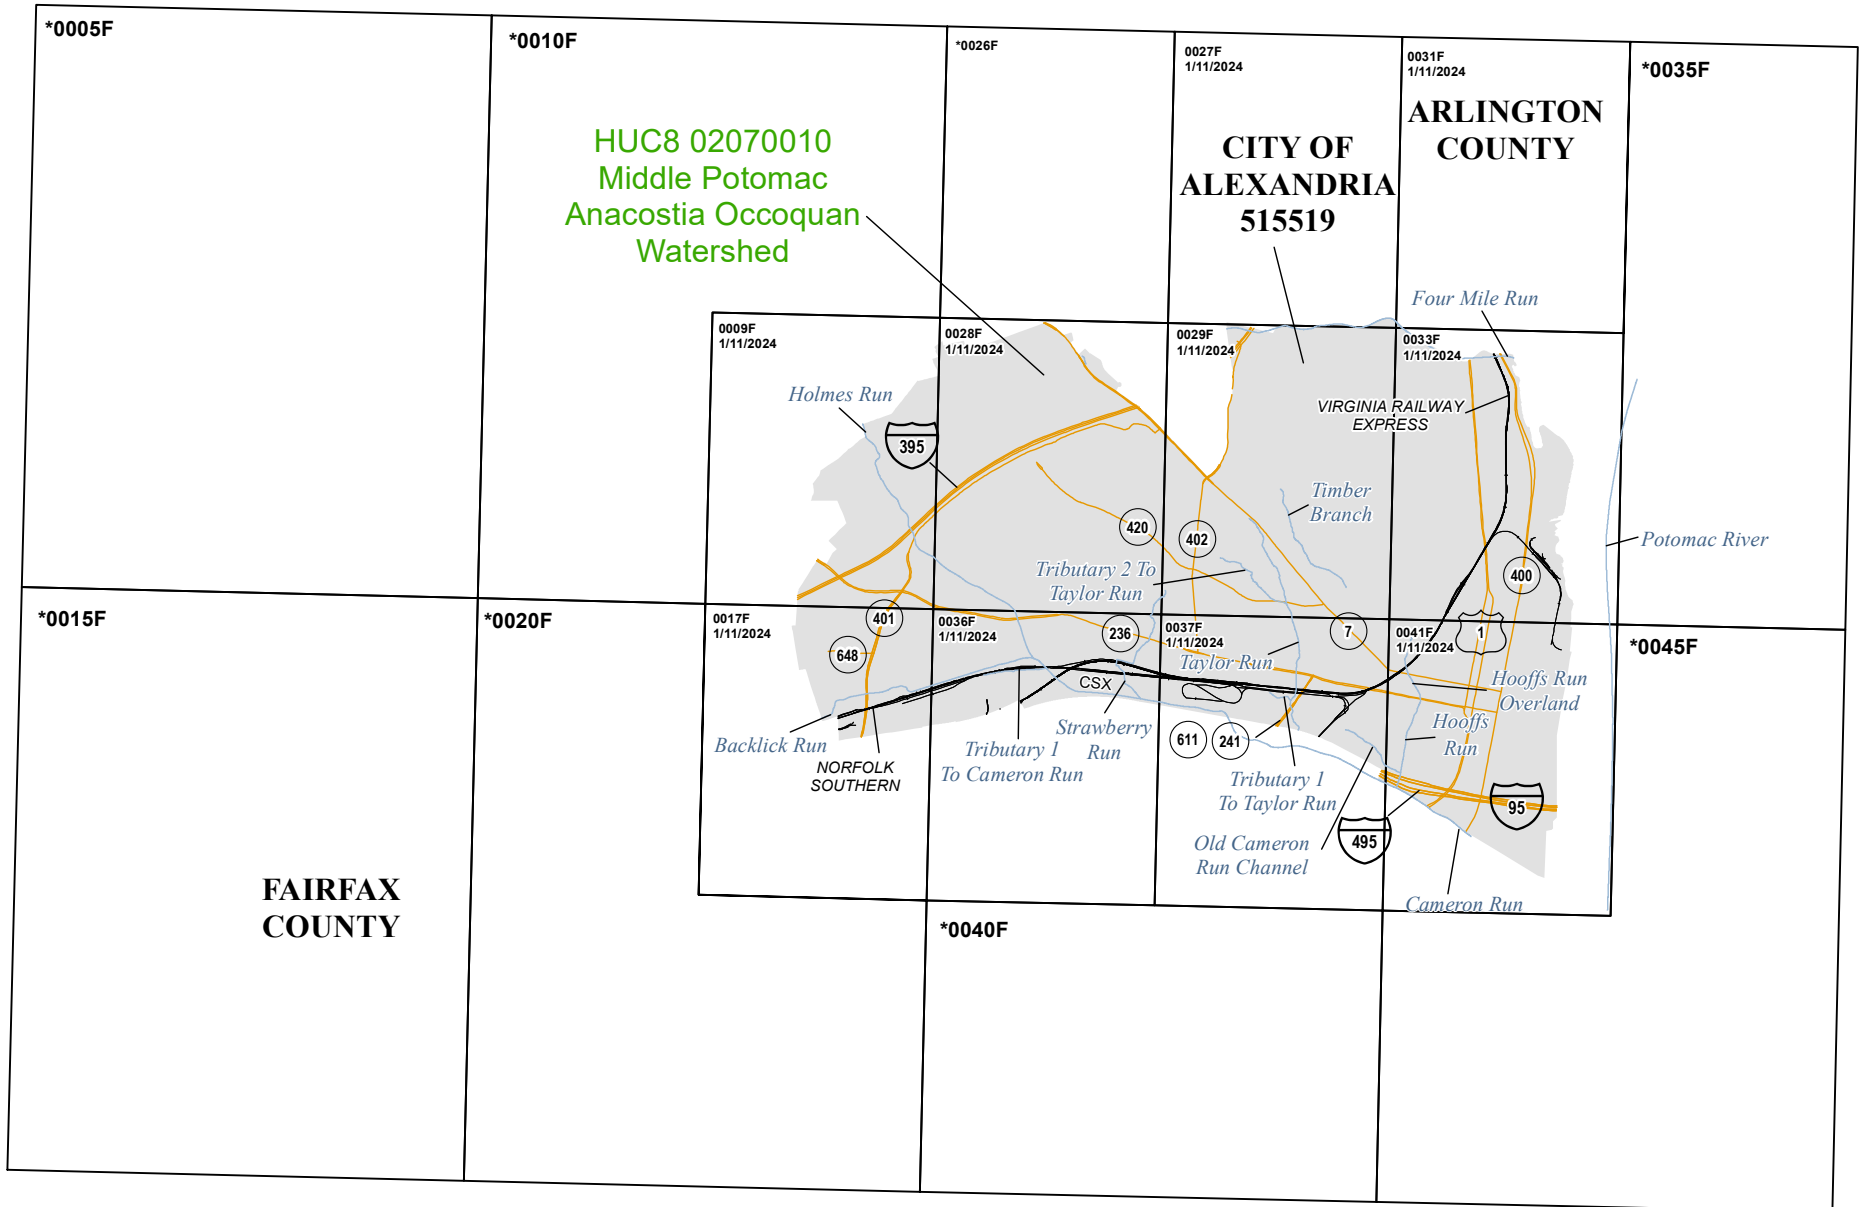 *0005F
*0010F
*0026F
0027F
1/11/2024
0031F
1/11/2024
*0035F
ARLINGTON
COUNTY
HUC8 02070010
Middle Potomac
Anacostia Occoquan
Watershed
CITY OF
ALEXANDRIA
515519
Four Mile Run
0009F
1/11/2024
0028F
1/11/2024
0029F
1/11/2024
0033F
1/11/2024
Holmes Run
395
VIRGINIA RAILWAY
EXPRESS
Timber
Branch
420
402
Potomac River
Tributary 2 To
Taylor Run
400
*0015F
*0020F
0017F
1/11/2024
401
0036F
1/11/2024
236
0037F
1/11/2024
7
0041F
1/11/2024
1
*0045F
648
Taylor Run
CSX
Hooffs Run
Overland
Backlick Run
NORFOLK
SOUTHERN
Tributary 1
To Cameron Run
Strawberry
Run
611
241
Hooffs
Run
Tributary 1
To Taylor Run
95
495
Old Cameron
Run Channel
Cameron Run
FAIRFAX
COUNTY
*0040F